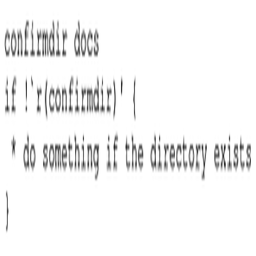 confirmdir docs
if !`r(confirmdir)' {
 * do something if the directory exists
}